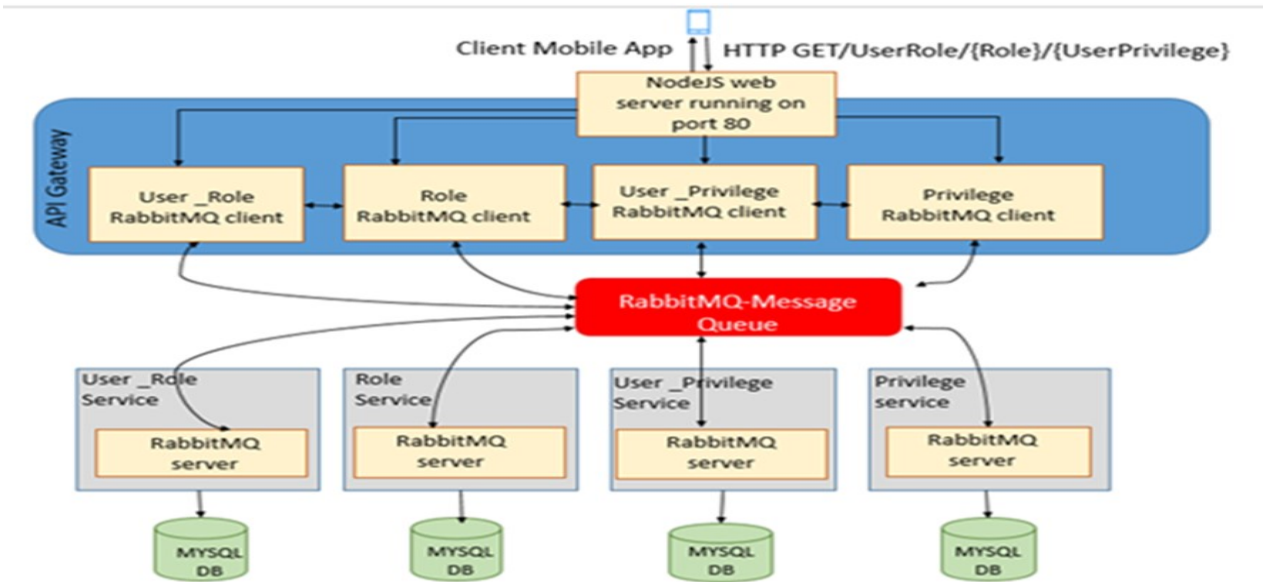 Client Mobile App
HTTP GET/UserRole/{Role}/{UserPrivilege}
NodeJS web
server running on
port 80
API Gateway
User _Role
RabbitMQ client
Role
RabbitMQ client
User _Privilege
RabbitMQ client
Privilege
RabbitMQ client
RabbitMQ-Message
Queue
User _Role
Service
RabbitMQ
server
Role
Service
RabbitMQ
server
User _Privilege
Service
RabbitMQ
server
Privilege
service
RabbitMQ
server
MYSQL
DB
MYSQL
DB
MYSQL
DB
MYSQL
DB